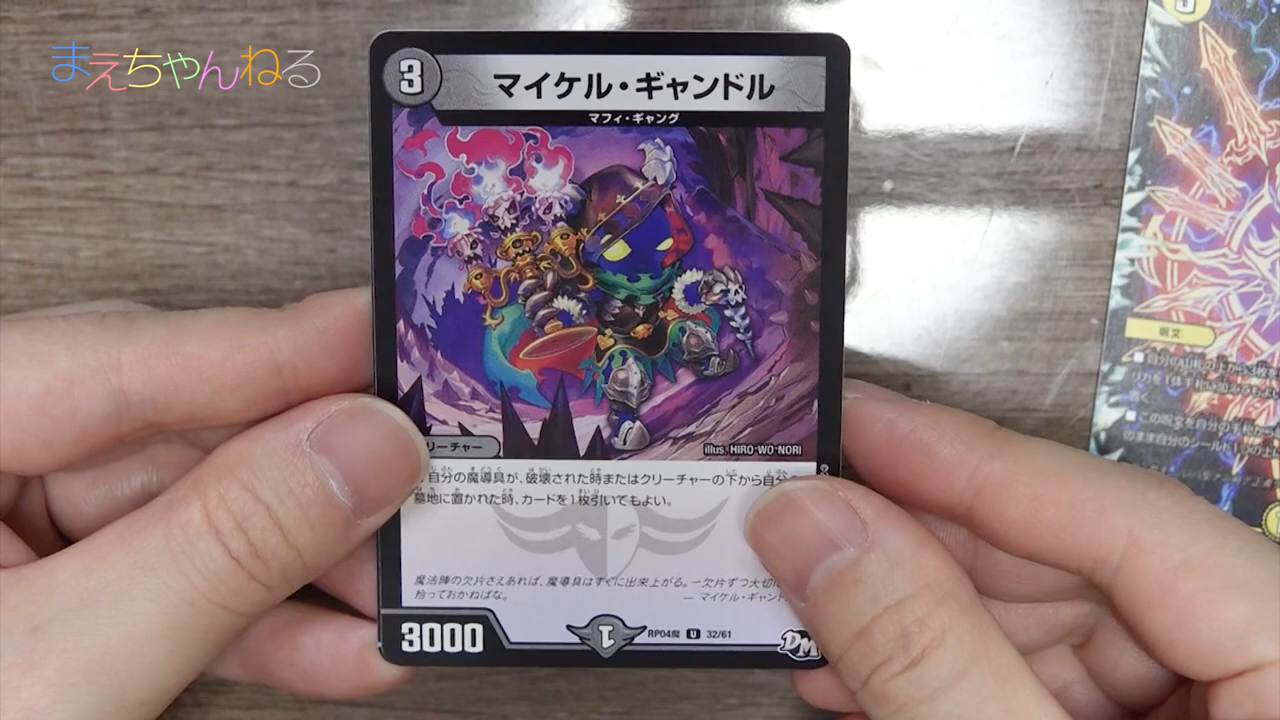 まえちゃんねる
3
マイケル・ギャンドル
マフィ・ギャング
リーチャー
illus. HIRO-WO-NORI
自分の魔導具が、破壊された時またはクリーチャーの下から自分
墓地に置かれた時、カードを1枚引いてもよい。
魔法陣の欠片さえあれば、魔導具はすぐに出来上がる。一欠片ずつ大切に
拾っておかねばな。
— マイケル・ギャンド
3000
1
RP04魔 U 32/61
DM
呪文